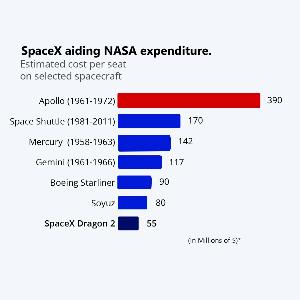 SpaceX aiding NASA expenditure.
Estimated cost per seat
on selected spacecraft
Apollo (1961-1972) 390
Space Shuttle (1981-2011) 170
Mercury (1958-1963) 142
Gemini (1961-1966) 117
Boeing Starliner 90
Soyuz 80
SpaceX Dragon 2 55
(in Millions of $)*